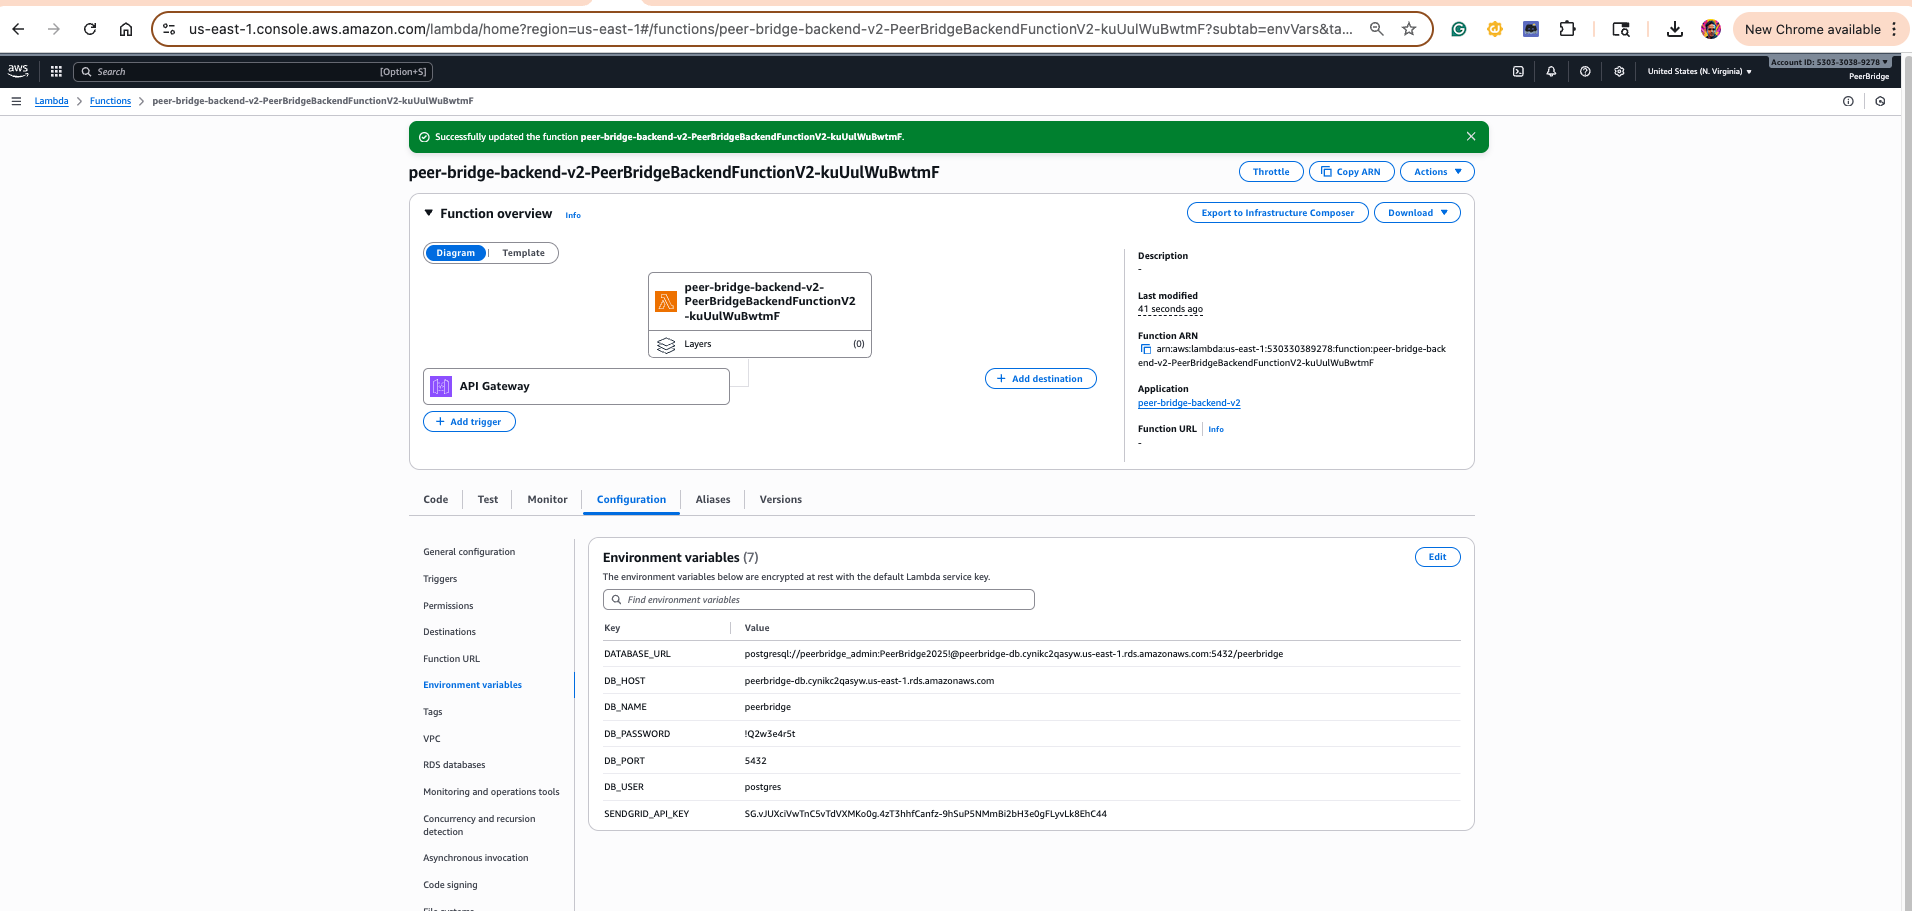 us-east-1.console.aws.amazon.com/lambda/home?region=us-east-1#/functions/peer-bridge-backend-v2-PeerBridgeBackendFunctionV2-kuUulWuBwtmF?subtab=envVars&ta...
New Chrome available
aws
Search [Option+S]
United States (N. Virginia)
Account ID: 5303-3038-9278
PeerBridge
Lambda
Functions
peer-bridge-backend-v2-PeerBridgeBackendFunctionV2-kuUulWuBwtmF
Successfully updated the function peer-bridge-backend-v2-PeerBridgeBackendFunctionV2-kuUulWuBwtmF.
peer-bridge-backend-v2-PeerBridgeBackendFunctionV2-kuUulWuBwtmF
Throttle
Copy ARN
Actions
Function overview Info
Export to Infrastructure Composer
Download
Diagram
Template
peer-bridge-backend-v2-
PeerBridgeBackendFunctionV2
-kuUulWuBwtmF
Layers (0)
API Gateway
+ Add trigger
+ Add destination
Description
-
Last modified
41 seconds ago
Function ARN
arn:aws:lambda:us-east-1:530330389278:function:peer-bridge-back
end-v2-PeerBridgeBackendFunctionV2-kuUulWuBwtmF
Application
peer-bridge-backend-v2
Function URL Info
-
Code
Test
Monitor
Configuration
Aliases
Versions
General configuration
Triggers
Permissions
Destinations
Function URL
Environment variables
Tags
VPC
RDS databases
Monitoring and operations tools
Concurrency and recursion
detection
Asynchronous invocation
Code signing
File systems
Environment variables (7)
Edit
The environment variables below are encrypted at rest with the default Lambda service key.
Find environment variables
Key Value
DATABASE_URL postgresql://peerbridge_admin:PeerBridge2025!@peerbridge-db.cynikc2qasyw.us-east-1.rds.amazonaws.com:5432/peerbridge
DB_HOST peerbridge-db.cynikc2qasyw.us-east-1.rds.amazonaws.com
DB_NAME peerbridge
DB_PASSWORD !Q2w3e4r5t
DB_PORT 5432
DB_USER postgres
SENDGRID_API_KEY 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